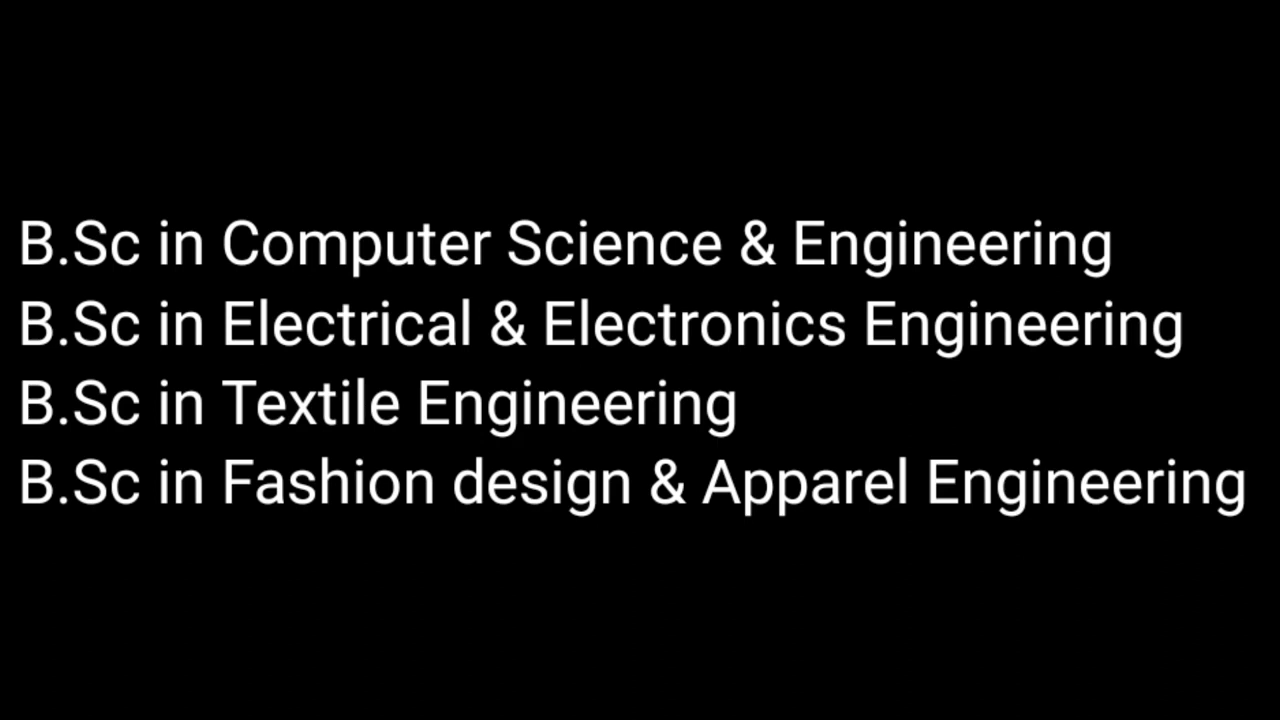 B.Sc in Computer Science & Engineering
B.Sc in Electrical & Electronics Engineering
B.Sc in Textile Engineering
B.Sc in Fashion design & Apparel Engineering